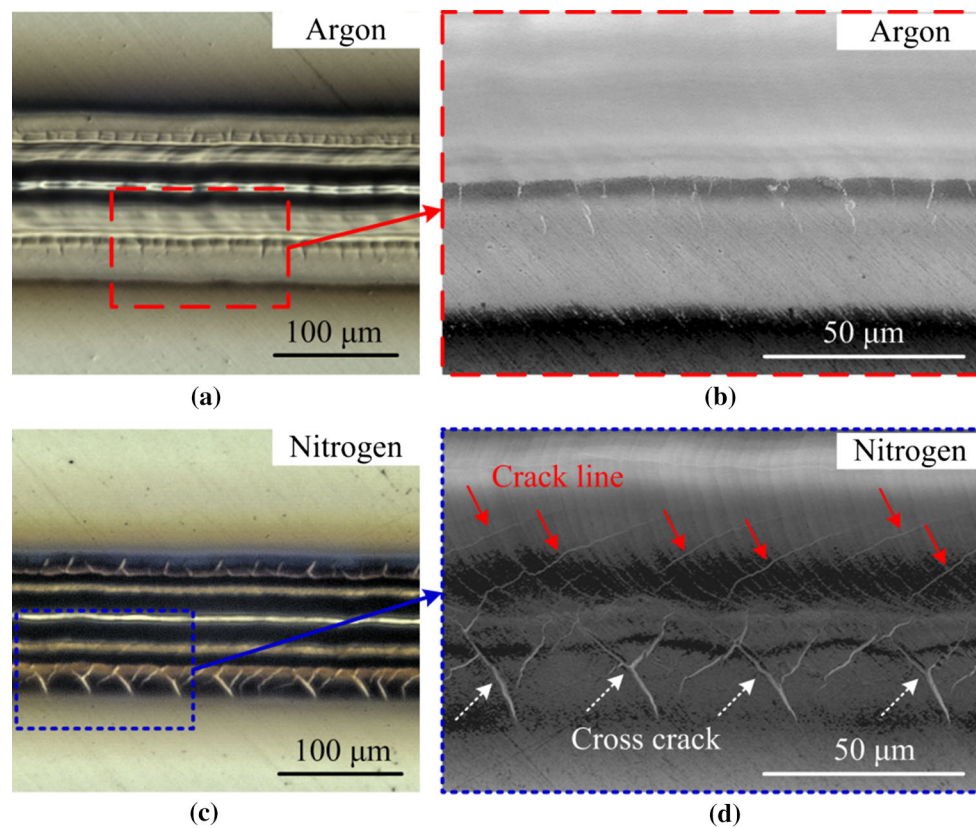 Argon
100 μm
(a)
Argon
50 μm
(b)
Nitrogen
100 μm
(c)
Nitrogen
Crack line
Cross crack
50 μm
(d)